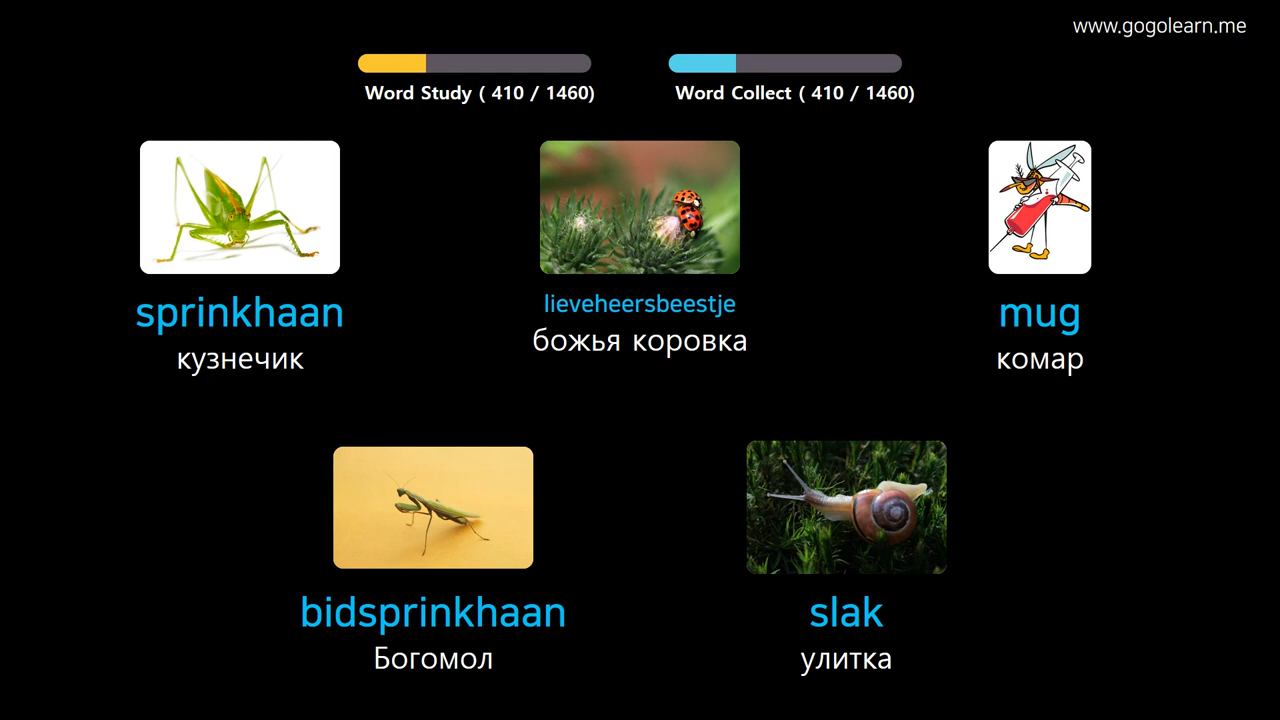 www.gogolearn.me
Word Study ( 410 / 1460)
Word Collect ( 410 / 1460)
sprinkhaan
кузнечик
lieveheersbeestje
божья коровка
mug
комар
bidsprinkhaan
Богомол
slak
улитка